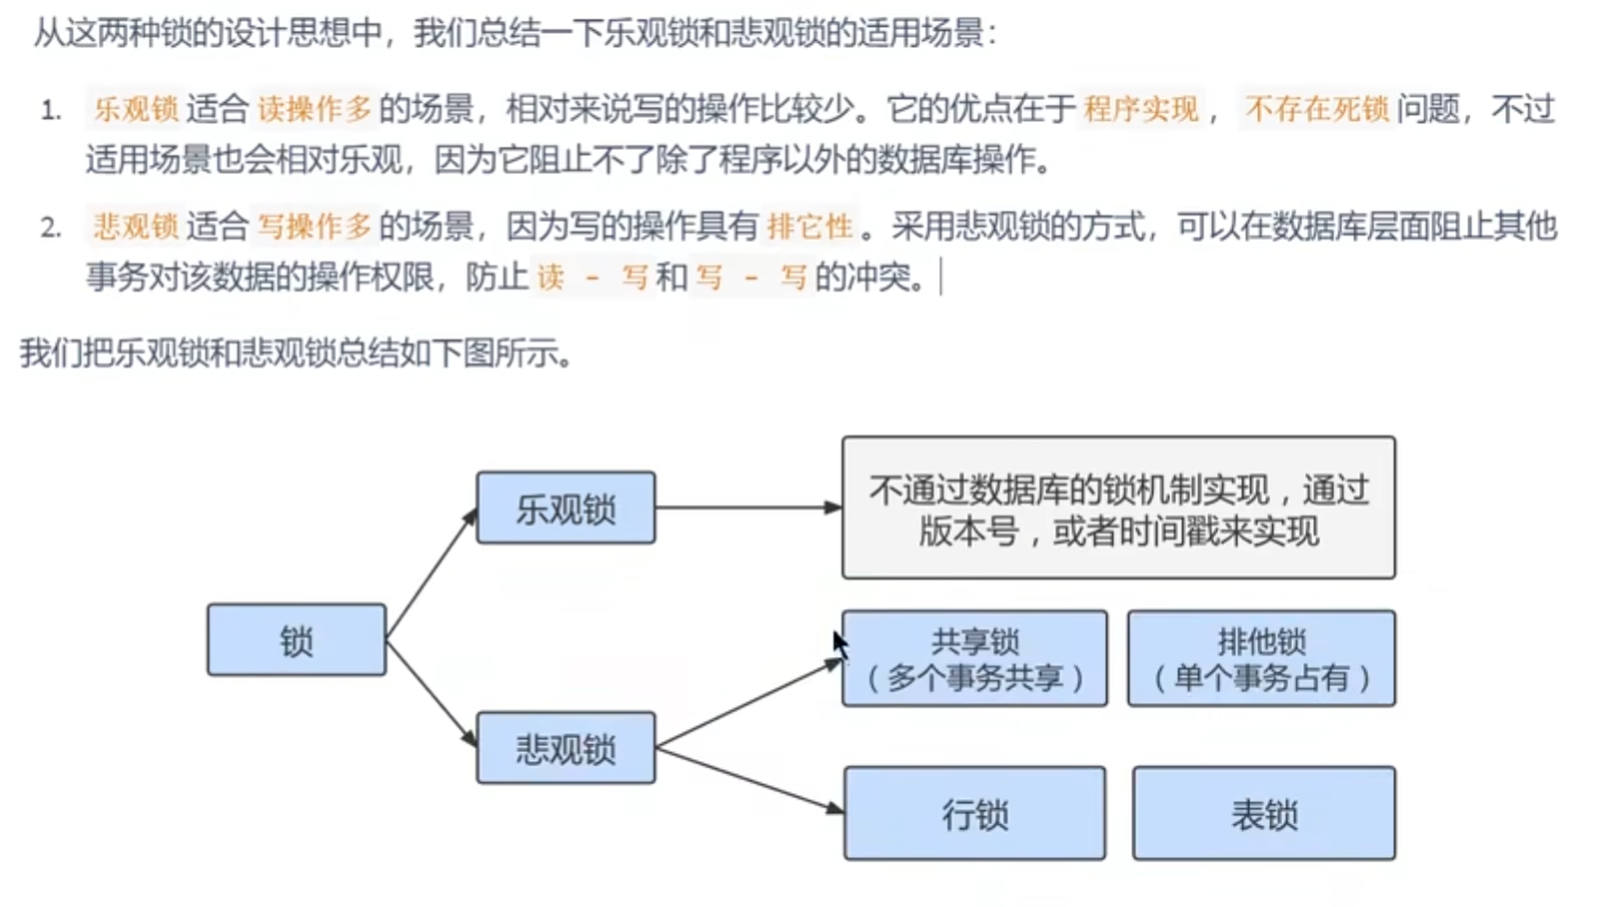 从这两种锁的设计思想中，我们总结一下乐观锁和悲观锁的适用场景：
1. 乐观锁 适合 读操作多 的场景，相对来说写的操作比较少。它的优点在于 程序实现 ， 不存在死锁 问题，不过
适用场景也会相对乐观，因为它阻止不了除了程序以外的数据库操作。
2. 悲观锁 适合 写操作多 的场景，因为写的操作具有 排它性 。采用悲观锁的方式，可以在数据库层面阻止其他
事务对该数据的操作权限，防止 读 - 写 和 写 - 写 的冲突。
我们把乐观锁和悲观锁总结如下图所示。
乐观锁
不通过数据库的锁机制实现，通过
版本号，或者时间戳来实现
锁
共享锁
（多个事务共享）
排他锁
（单个事务占有）
悲观锁
行锁
表锁